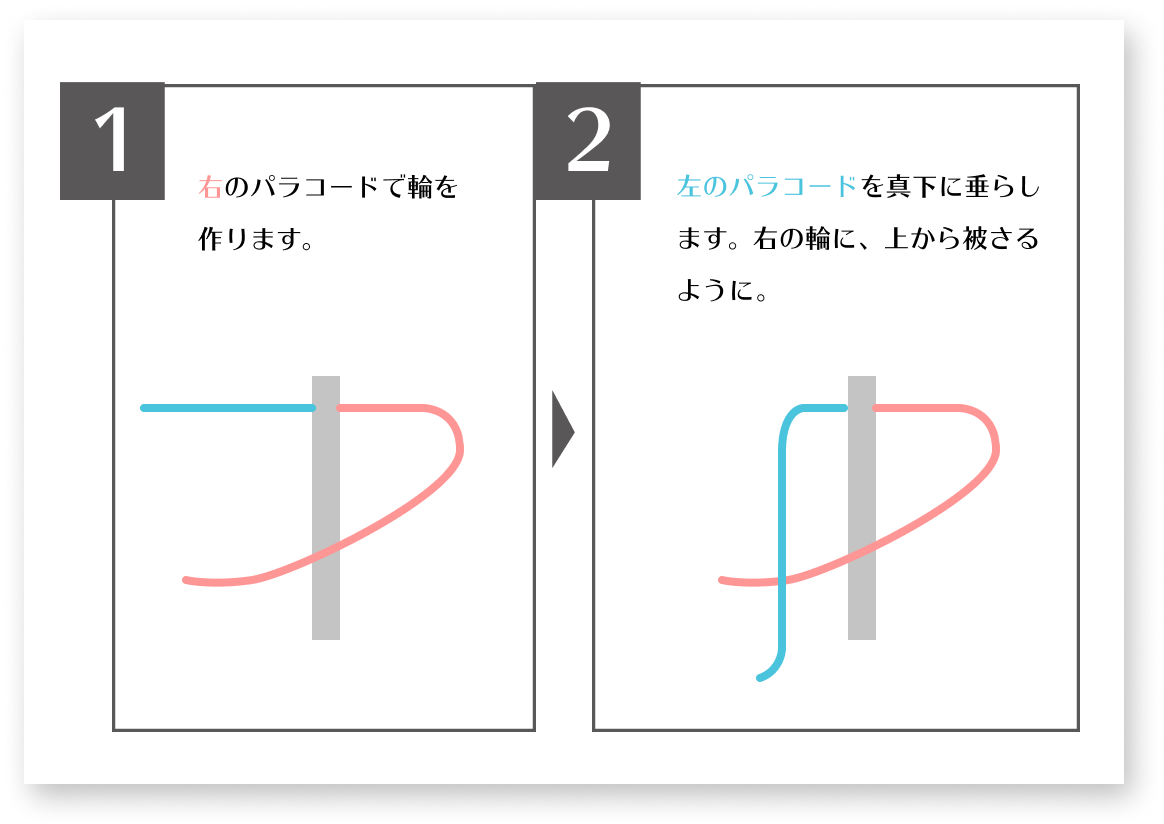 1
右のパラコードで輪を
作ります。
2
左のパラコードを真下に垂らし
ます。右の輪に、上から被さる
ように。